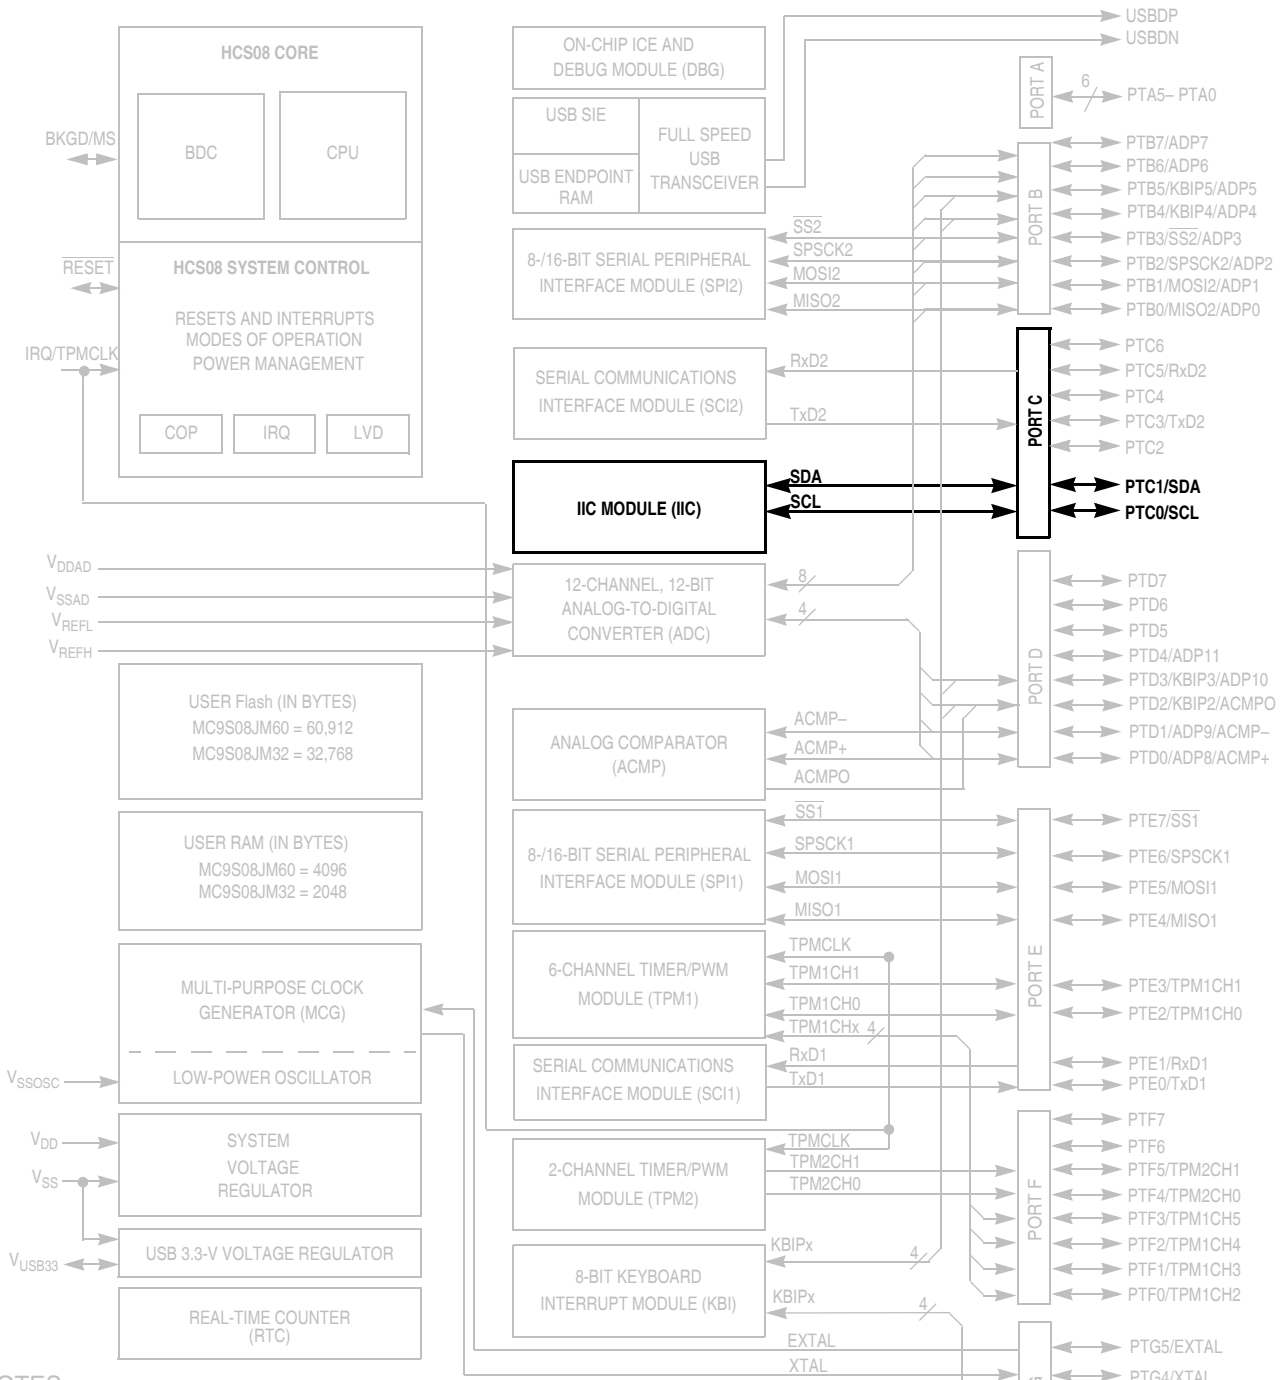 HCS08 CORE
BDC
CPU
BKGD/MS
HCS08 SYSTEM CONTROL
RESET
RESETS AND INTERRUPTS
MODES OF OPERATION
POWER MANAGEMENT
IRQ/TPMCLK
COP
IRQ
LVD
ON-CHIP ICE AND
DEBUG MODULE (DBG)
USB SIE
USB ENDPOINT
RAM
FULL SPEED
USB
TRANSCEIVER
USBDP
USBDN
PORT A
6
PTA5– PTA0
8-/16-BIT SERIAL PERIPHERAL
INTERFACE MODULE (SPI2)
SS2
SPSCK2
MOSI2
MISO2
PORT B
PTB7/ADP7
PTB6/ADP6
PTB5/KBIP5/ADP5
PTB4/KBIP4/ADP4
PTB3/SS2/ADP3
PTB2/SPSCK2/ADP2
PTB1/MOSI2/ADP1
PTB0/MISO2/ADP0
SERIAL COMMUNICATIONS
INTERFACE MODULE (SCI2)
RxD2
TxD2
IIC MODULE (IIC)
SDA
SCL
PORT C
PTC6
PTC5/RxD2
PTC4
PTC3/TxD2
PTC2
PTC1/SDA
PTC0/SCL
VDDAD
VSSAD
VREFL
VREFH
12-CHANNEL, 12-BIT
ANALOG-TO-DIGITAL
CONVERTER (ADC)
8
4
PORT D
PTD7
PTD6
PTD5
PTD4/ADP11
PTD3/KBIP3/ADP10
PTD2/KBIP2/ACMPO
PTD1/ADP9/ACMP–
PTD0/ADP8/ACMP+
USER Flash (IN BYTES)
MC9S08JM60 = 60,912
MC9S08JM32 = 32,768
ANALOG COMPARATOR
(ACMP)
ACMP–
ACMP+
ACMPO
USER RAM (IN BYTES)
MC9S08JM60 = 4096
MC9S08JM32 = 2048
8-/16-BIT SERIAL PERIPHERAL
INTERFACE MODULE (SPI1)
SS1
SPSCK1
MOSI1
MISO1
PORT E
PTE7/SS1
PTE6/SPSCK1
PTE5/MOSI1
PTE4/MISO1
PTE3/TPM1CH1
PTE2/TPM1CH0
PTE1/RxD1
PTE0/TxD1
MULTI-PURPOSE CLOCK
GENERATOR (MCG)
LOW-POWER OSCILLATOR
VSSOSC
6-CHANNEL TIMER/PWM
MODULE (TPM1)
TPMCLK
TPM1CH1
TPM1CH0
TPM1CHx 4
SERIAL COMMUNICATIONS
INTERFACE MODULE (SCI1)
RxD1
TxD1
VDD
VSS
SYSTEM
VOLTAGE
REGULATOR
2-CHANNEL TIMER/PWM
MODULE (TPM2)
TPMCLK
TPM2CH1
TPM2CH0
PORT F
PTF7
PTF6
PTF5/TPM2CH1
PTF4/TPM2CH0
PTF3/TPM1CH5
PTF2/TPM1CH4
PTF1/TPM1CH3
PTF0/TPM1CH2
VUSB33
USB 3.3-V VOLTAGE REGULATOR
REAL-TIME COUNTER
(RTC)
8-BIT KEYBOARD
INTERRUPT MODULE (KBI)
KBIPx
4
KBIPx
4
EXTAL
XTAL
PTG5/EXTAL
PTG4/XTAL